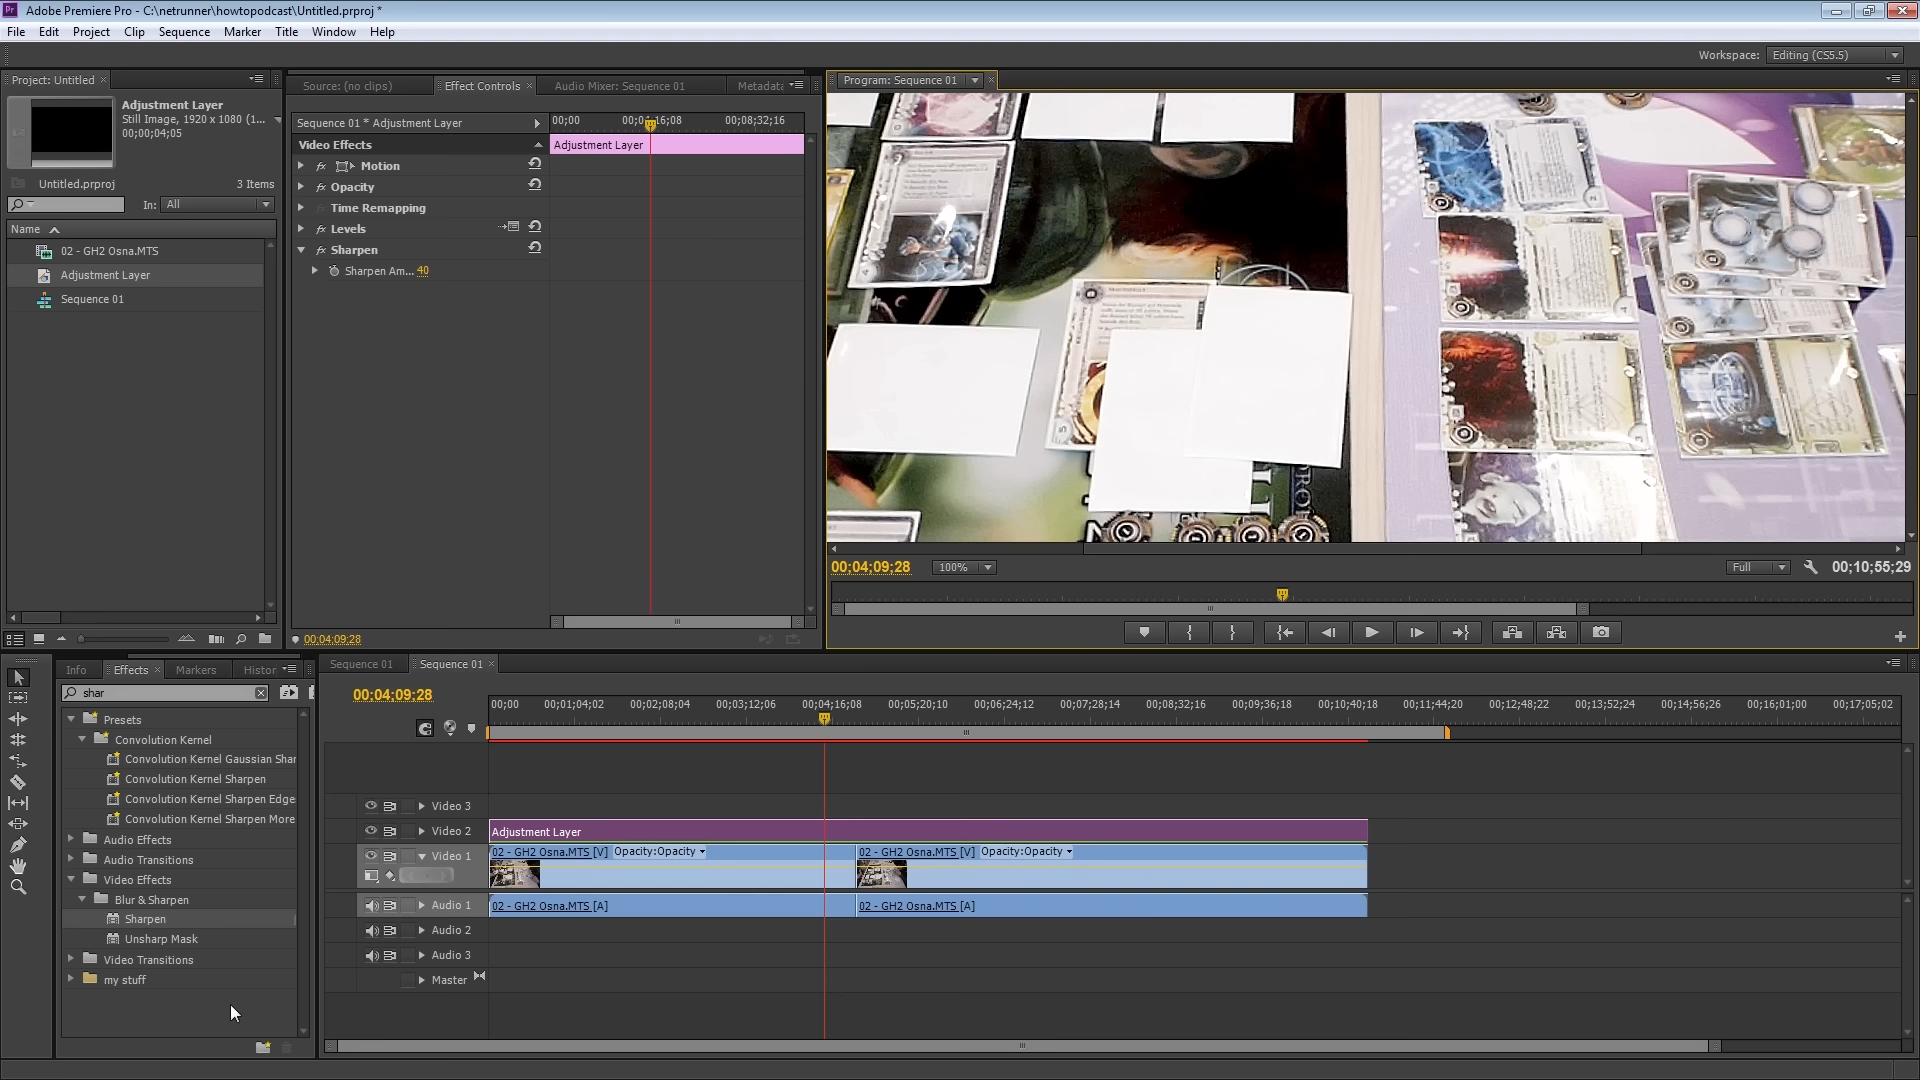 Adobe Premiere Pro - C:\netrunner\howtopodcast\Untitled.prproj *
File Edit Project Clip Sequence Marker Title Window Help
Workspace: Editing (CS5.5)
Project: Untitled
Adjustment Layer
Still Image, 1920 x 1080 (1...
00;00;04;05
Untitled.prproj 3 Items
In: All
Name
02 - GH2 Osna.MTS
Adjustment Layer
Sequence 01
Source: (no clips) Effect Controls Audio Mixer: Sequence 01 Metadata
Sequence 01 * Adjustment Layer
00;00 00;04;16;08 00;08;32;16
Video Effects
Adjustment Layer
fx Motion
fx Opacity
Time Remapping
fx Levels
fx Sharpen
Sharpen Am... 40
00;04;09;28
Program: Sequence 01
00;04;09;28 100% Full 00;10;55;29
Info Effects Markers Histor
shar
Presets
Convolution Kernel
Convolution Kernel Gaussian Shar
Convolution Kernel Sharpen
Convolution Kernel Sharpen Edge
Convolution Kernel Sharpen More
Audio Effects
Audio Transitions
Video Effects
Blur & Sharpen
Sharpen
Unsharp Mask
Video Transitions
my stuff
Sequence 01 Sequence 01
00;04;09;28
00;00 00;01;04;02 00;02;08;04 00;03;12;06 00;04;16;08 00;05;20;10 00;06;24;12 00;07;28;14 00;08;32;16 00;09;36;18 00;10;40;18 00;11;44;20 00;12;48;22 00;13;52;24 00;14;56;26 00;16;01;00 00;17;05;02
Video 3
Video 2 Adjustment Layer
Video 1 02 - GH2 Osna.MTS [V] Opacity:Opacity 02 - GH2 Osna.MTS [V] Opacity:Opacity
Audio 1 02 - GH2 Osna.MTS [A] 02 - GH2 Osna.MTS [A]
Audio 2
Audio 3
Master